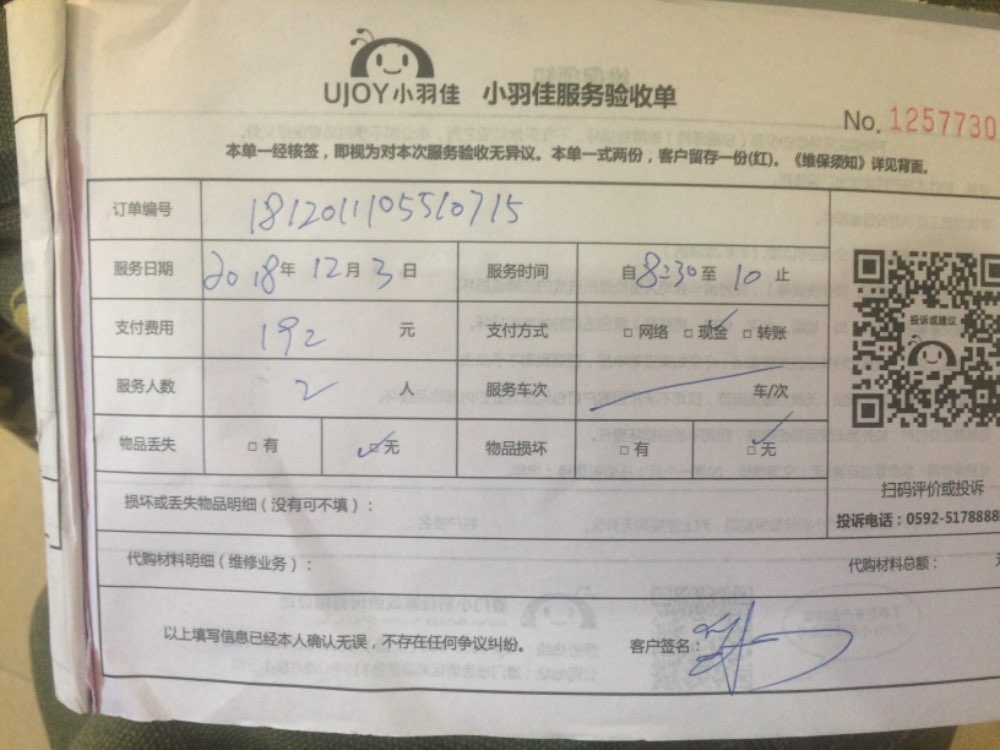 UJOY小羽佳 小羽佳服务验收单
No. 1257730
本单一经核签，即视为对本次服务验收无异议。本单一式两份，客户留存一份(红)。《维保须知》详见背面。
订单编号 1812011105510715
服务日期 2018年12月3日 服务时间 自8:30至10止
支付费用 192 元 支付方式 □网络 □现金 □转账
服务人数 2 人 服务车次 车/次
物品丢失 □有 □无 物品损坏 □有 □无
投诉或建议
扫码评价或投诉
投诉电话：0592-5178888
损坏或丢失物品明细（没有可不填）：
代购材料明细（维修业务）： 代购材料总额：
以上填写信息已经本人确认无误，不存在任何争议纠纷。 客户签名：